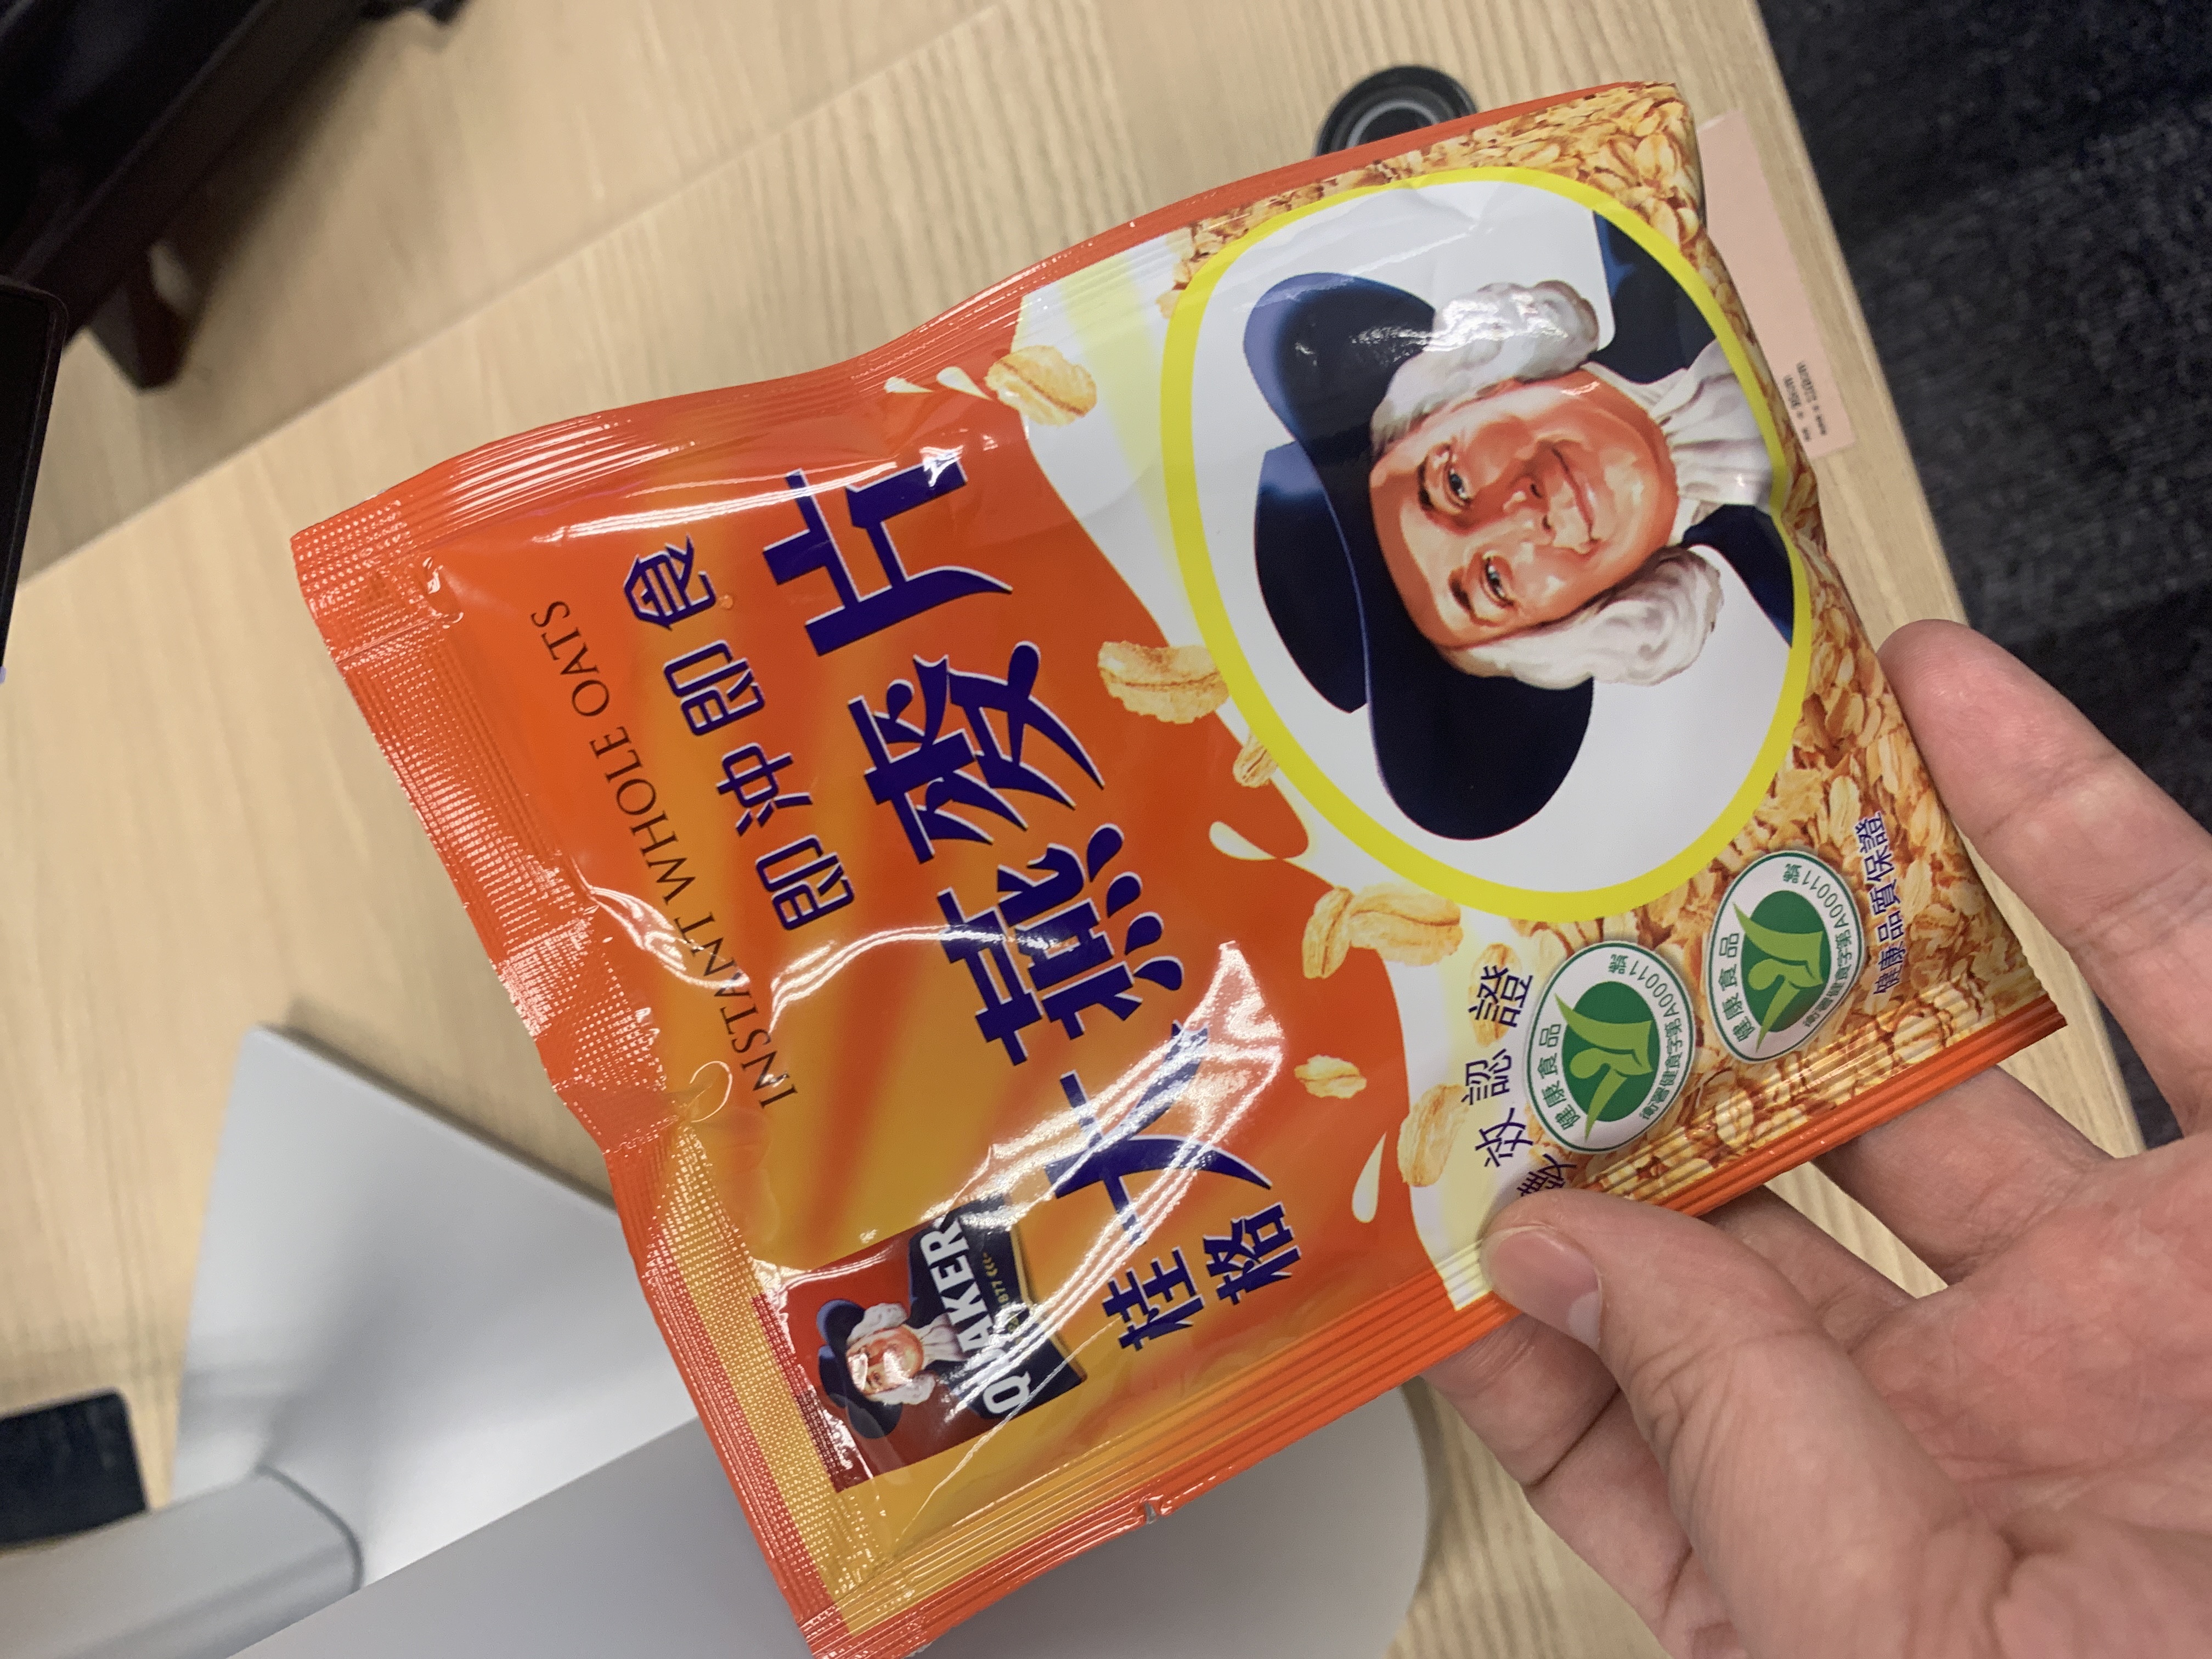 INSTANT WHOLE OATS
即沖即食
QUAKER
1877
桂格
大燕麥片
雙效認證
健康食品
衛署健食字第A00011號
健康食品
衛署健食字第A00011號
健康品質保證